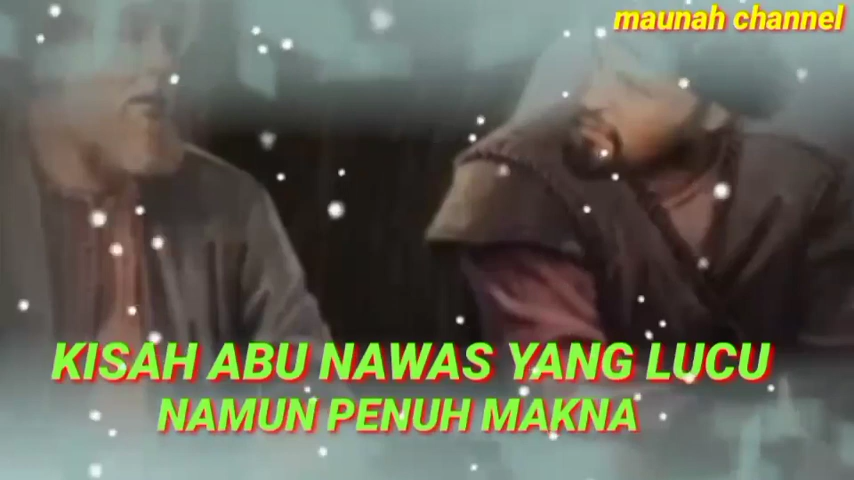 maunah channel
KISAH ABU NAWAS YANG LUCU
NAMUN PENUH MAKNA